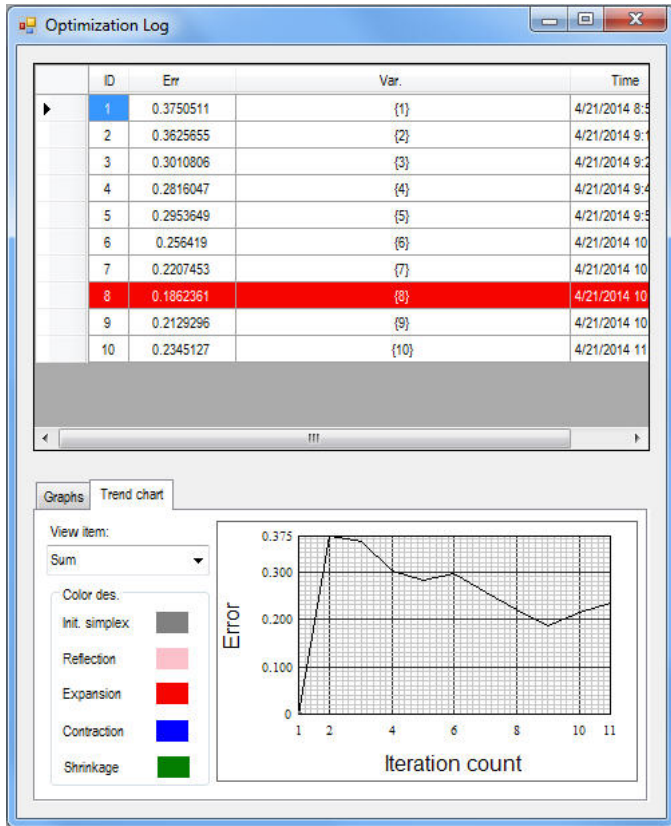 Optimization Log
ID Err Var. Time
1 0.3750511 {1} 4/21/2014 8:5
2 0.3625655 {2} 4/21/2014 9:1
3 0.3010806 {3} 4/21/2014 9:2
4 0.2816047 {4} 4/21/2014 9:4
5 0.2953649 {5} 4/21/2014 9:5
6 0.256419 {6} 4/21/2014 10
7 0.2207453 {7} 4/21/2014 10
8 0.1862361 {8} 4/21/2014 10
9 0.2129296 {9} 4/21/2014 10
10 0.2345127 {10} 4/21/2014 11
Graphs Trend chart
View item:
Sum
Color des.
Init. simplex
Reflection
Expansion
Contraction
Shrinkage
Error
0.375
0.300
0.200
0.100
0
1 2 4 6 8 10 11
Iteration count